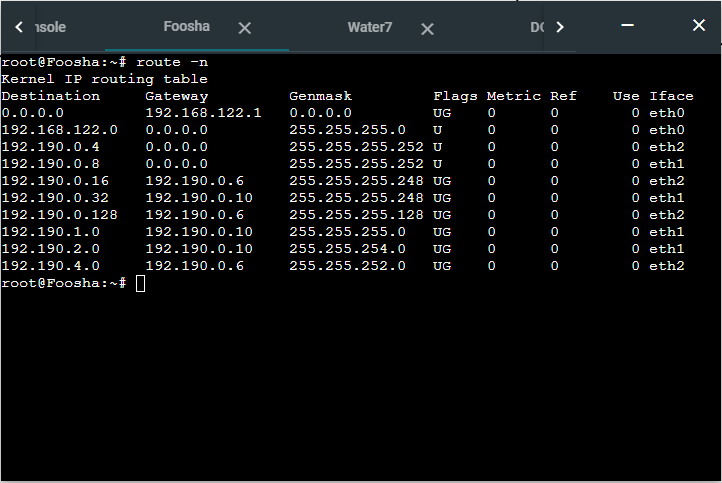 nsole Foosha Water7 DO
root@Foosha:~# route -n
Kernel IP routing table
Destination     Gateway         Genmask         Flags Metric Ref    Use Iface
0.0.0.0         192.168.122.1   0.0.0.0         UG    0      0        0 eth0
192.168.122.0   0.0.0.0         255.255.255.0   U     0      0        0 eth0
192.190.0.4     0.0.0.0         255.255.255.252 U     0      0        0 eth2
192.190.0.8     0.0.0.0         255.255.255.252 U     0      0        0 eth1
192.190.0.16    192.190.0.6     255.255.255.248 UG    0      0        0 eth2
192.190.0.32    192.190.0.10    255.255.255.248 UG    0      0        0 eth1
192.190.0.128   192.190.0.6     255.255.255.128 UG    0      0        0 eth2
192.190.1.0     192.190.0.10    255.255.255.0   UG    0      0        0 eth1
192.190.2.0     192.190.0.10    255.255.254.0   UG    0      0        0 eth1
192.190.4.0     192.190.0.6     255.255.252.0   UG    0      0        0 eth2
root@Foosha:~#